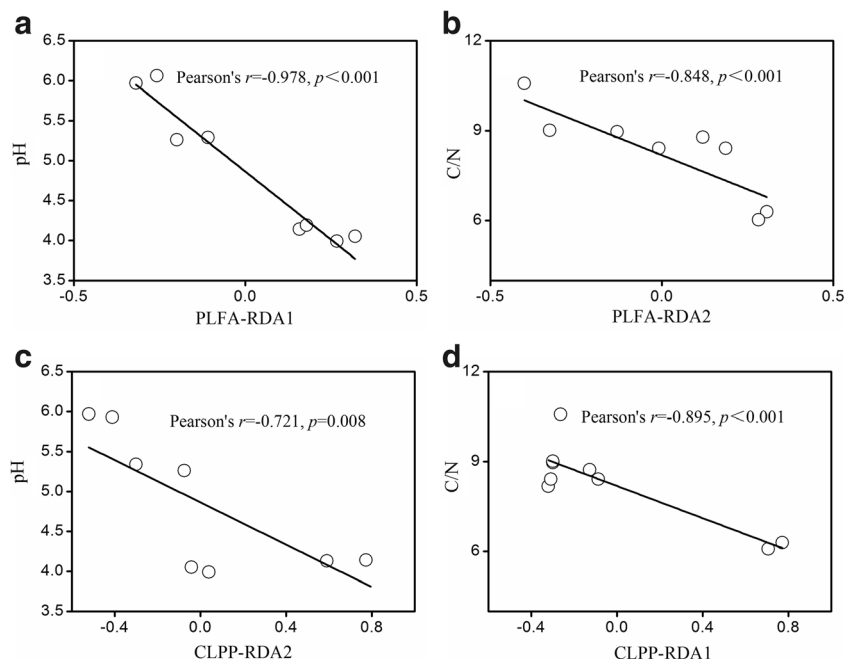 a
6.5
6.0
5.5
5.0
4.5
4.0
3.5
pH
Pearson's r=-0.978, p<0.001
-0.5
0.0
0.5
PLFA-RDA1
b
12
9
6
C/N
Pearson's r=-0.848, p<0.001
-0.5
0.0
0.5
PLFA-RDA2
c
6.5
6.0
5.5
5.0
4.5
4.0
3.5
pH
Pearson's r=-0.721, p=0.008
-0.4
0.0
0.4
0.8
CLPP-RDA2
d
12
9
6
C/N
Pearson's r=-0.895, p<0.001
-0.4
0.0
0.4
0.8
CLPP-RDA1